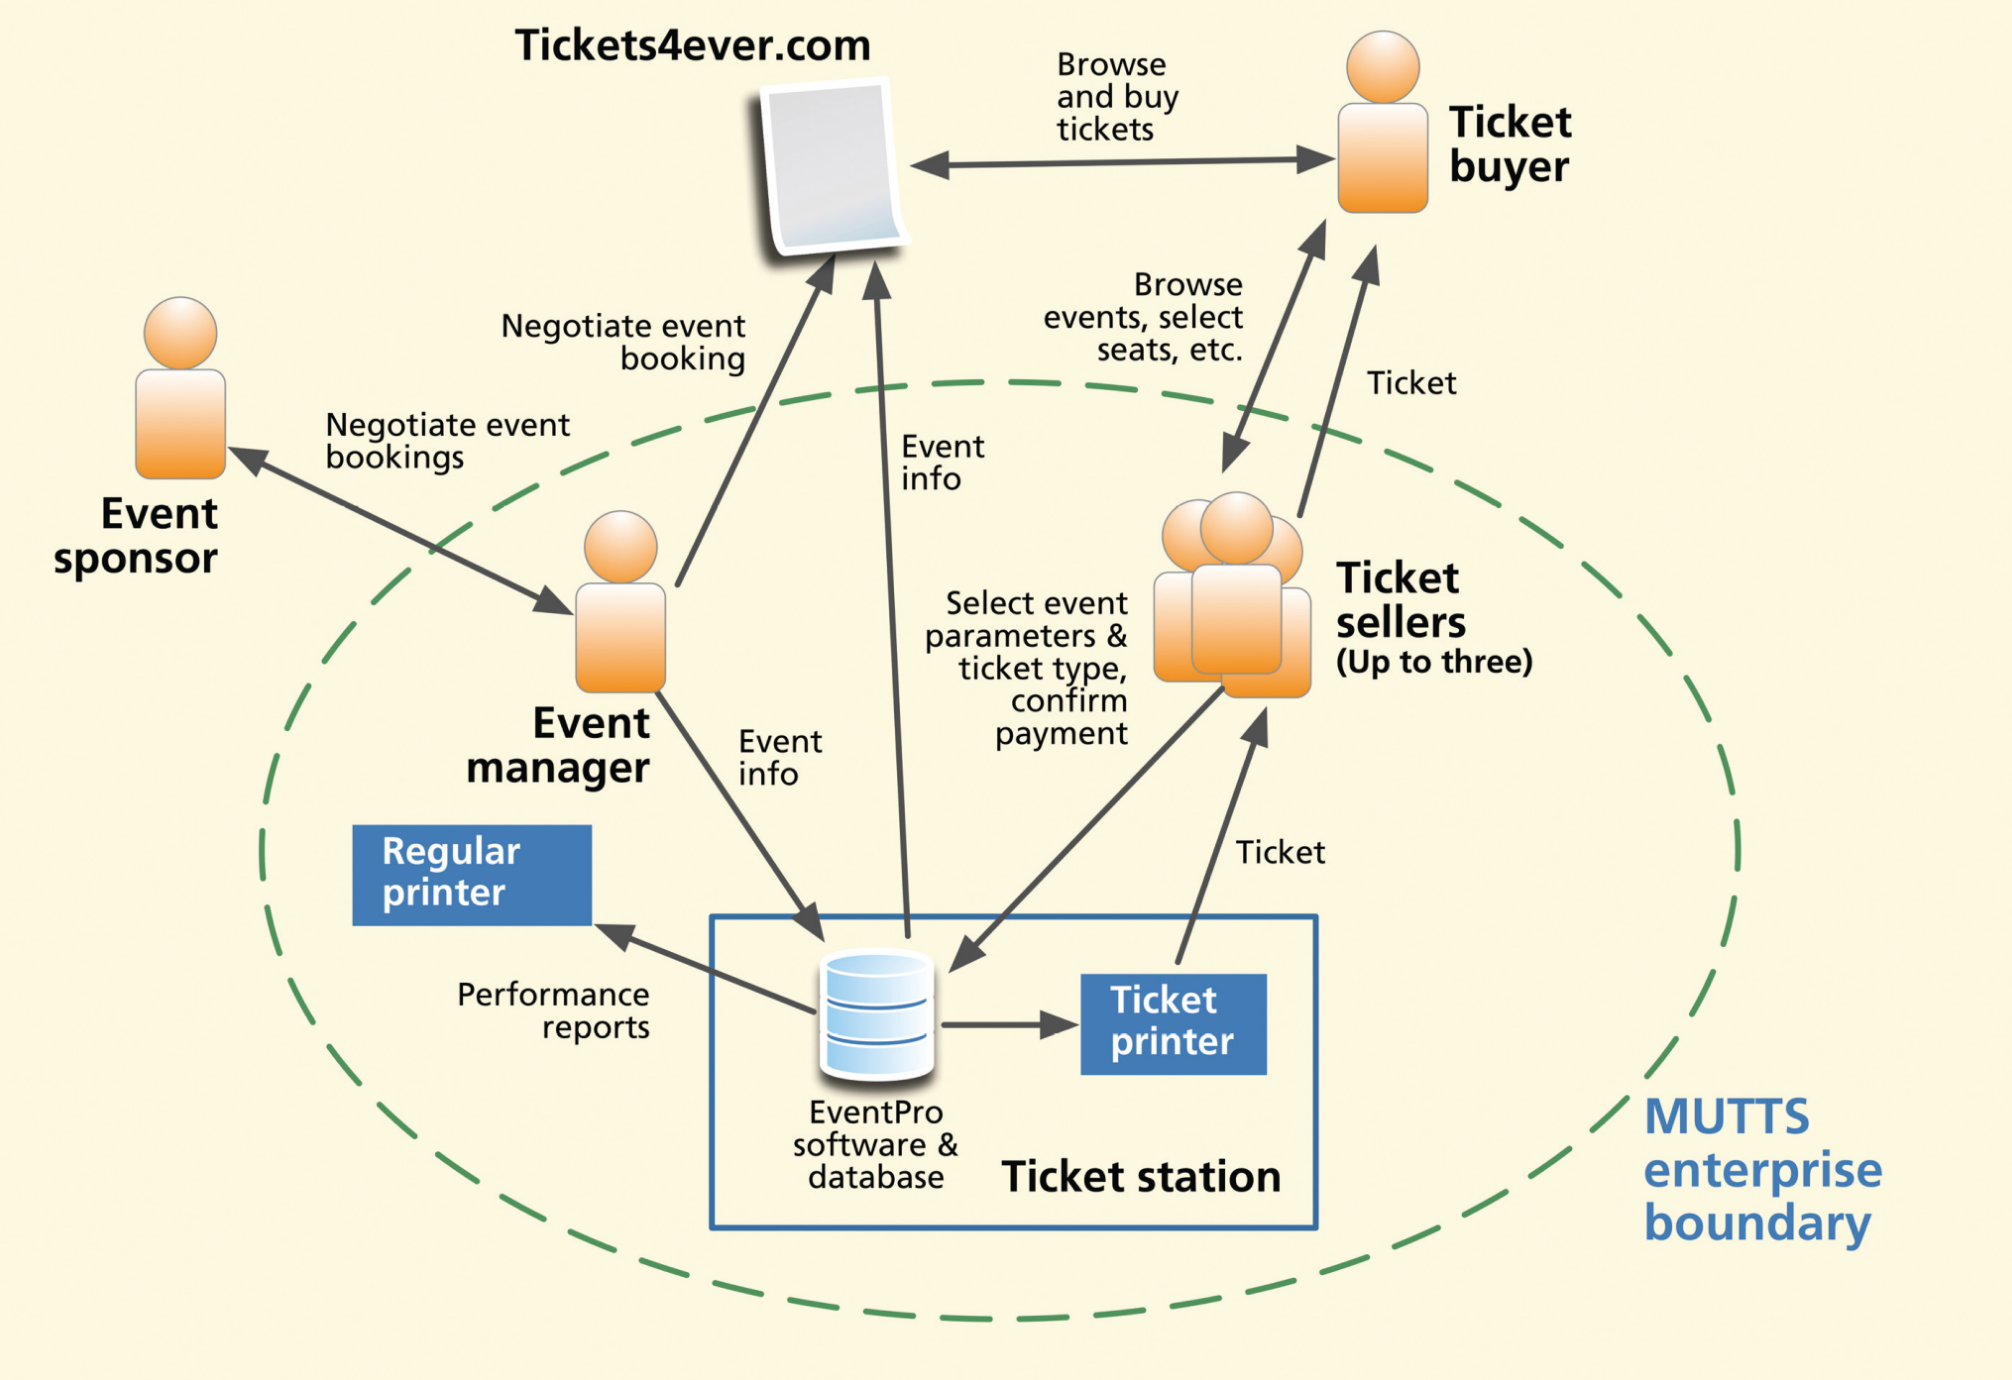 Tickets4ever.com
Browse
and buy
tickets
Ticket
buyer
Browse
events, select
seats, etc.
Ticket
Negotiate event
booking
Negotiate event
bookings
Event
info
Event
sponsor
Select event
parameters &
ticket type,
confirm
payment
Ticket
sellers
(Up to three)
Event
manager
Event
info
Regular
printer
Ticket
Performance
reports
Ticket
printer
EventPro
software &
database
Ticket station
MUTTS
enterprise
boundary